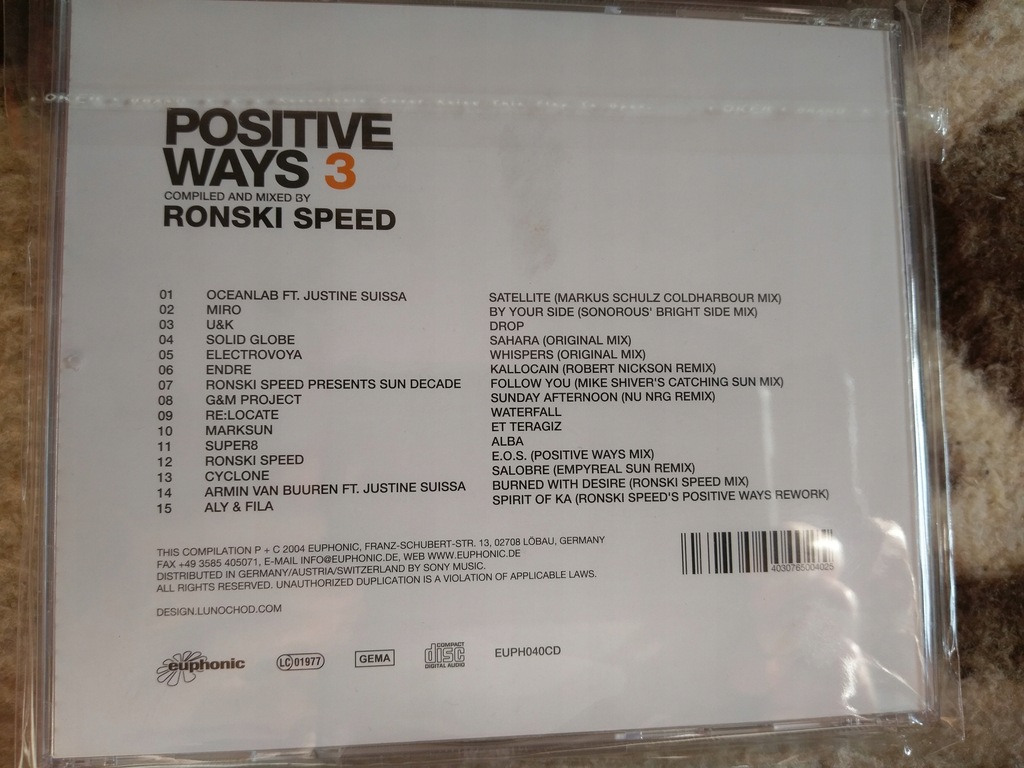 POSITIVE
WAYS 3
COMPILED AND MIXED BY
RONSKI SPEED
01 OCEANLAB FT. JUSTINE SUISSA SATELLITE (MARKUS SCHULZ COLDHARBOUR MIX)
02 MIRO BY YOUR SIDE (SONOROUS' BRIGHT SIDE MIX)
03 U&K DROP
04 SOLID GLOBE SAHARA (ORIGINAL MIX)
05 ELECTROVOYA WHISPERS (ORIGINAL MIX)
06 ENDRE KALLOCAIN (ROBERT NICKSON REMIX)
07 RONSKI SPEED PRESENTS SUN DECADE FOLLOW YOU (MIKE SHIVER'S CATCHING SUN MIX)
08 G&M PROJECT SUNDAY AFTERNOON (NU NRG REMIX)
09 RE:LOCATE WATERFALL
10 MARKSUN ET TERAGIZ
11 SUPER8 ALBA
12 RONSKI SPEED E.O.S. (POSITIVE WAYS MIX)
13 CYCLONE SALOBRE (EMPYREAL SUN REMIX)
14 ARMIN VAN BUUREN FT. JUSTINE SUISSA BURNED WITH DESIRE (RONSKI SPEED MIX)
15 ALY & FILA SPIRIT OF KA (RONSKI SPEED'S POSITIVE WAYS REWORK)
THIS COMPILATION P + C 2004 EUPHONIC, FRANZ-SCHUBERT-STR. 13, 02708 LÖBAU, GERMANY
FAX +49 3585 405071, E-MAIL INFO@EUPHONIC.DE, WEB WWW.EUPHONIC.DE
DISTRIBUTED IN GERMANY/AUSTRIA/SWITZERLAND BY SONY MUSIC.
ALL RIGHTS RESERVED. UNAUTHORIZED DUPLICATION IS A VIOLATION OF APPLICABLE LAWS.
4030765004025
DESIGN.LUNOCHOD.COM
euphonic LC 01977 GEMA COMPACT disc DIGITAL AUDIO EUPH040CD